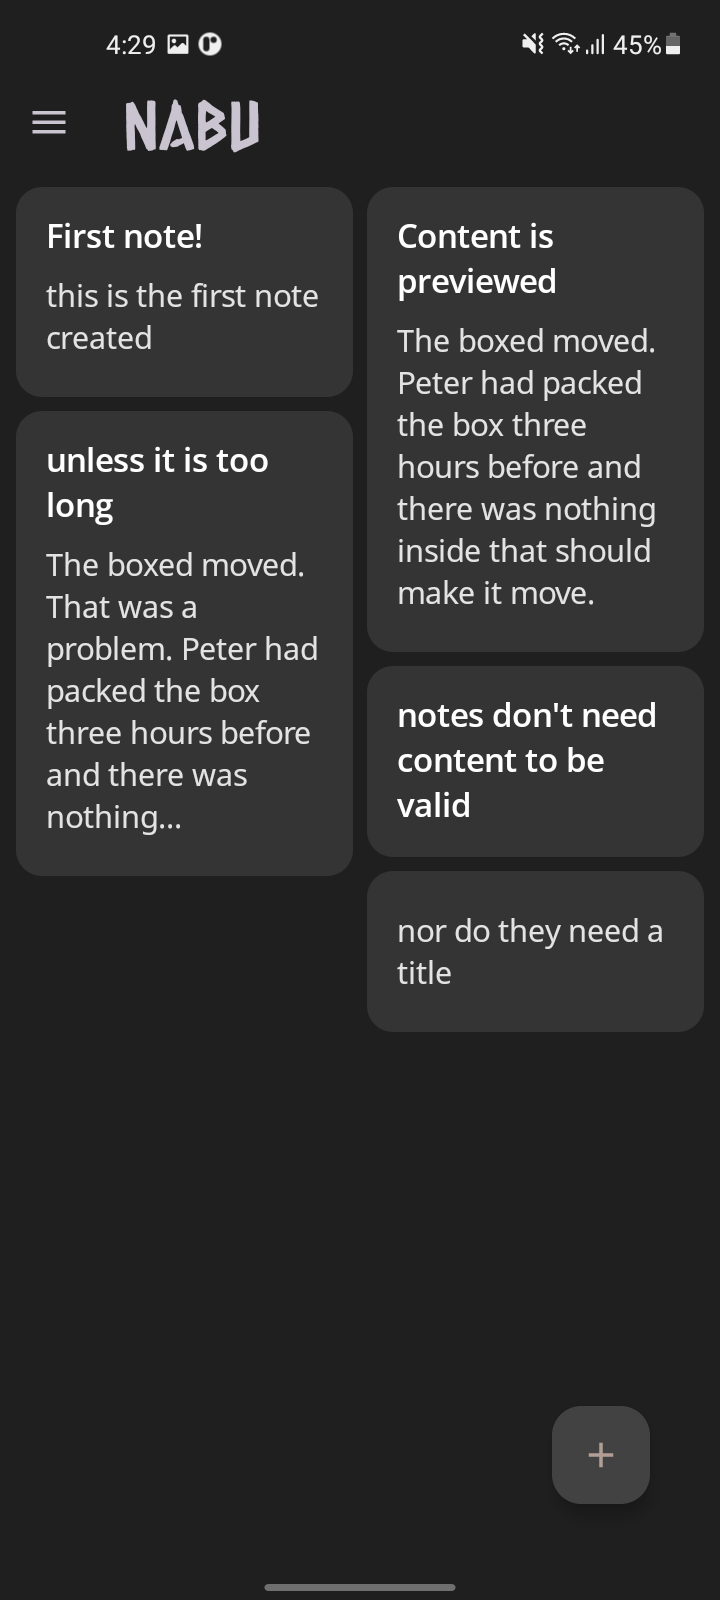 4:29
45%
NABU
First note!
this is the first note
created
unless it is too
long
The boxed moved.
That was a
problem. Peter had
packed the box
three hours before
and there was
nothing...
Content is
previewed
The boxed moved.
Peter had packed
the box three
hours before and
there was nothing
inside that should
make it move.
notes don't need
content to be
valid
nor do they need a
title
+